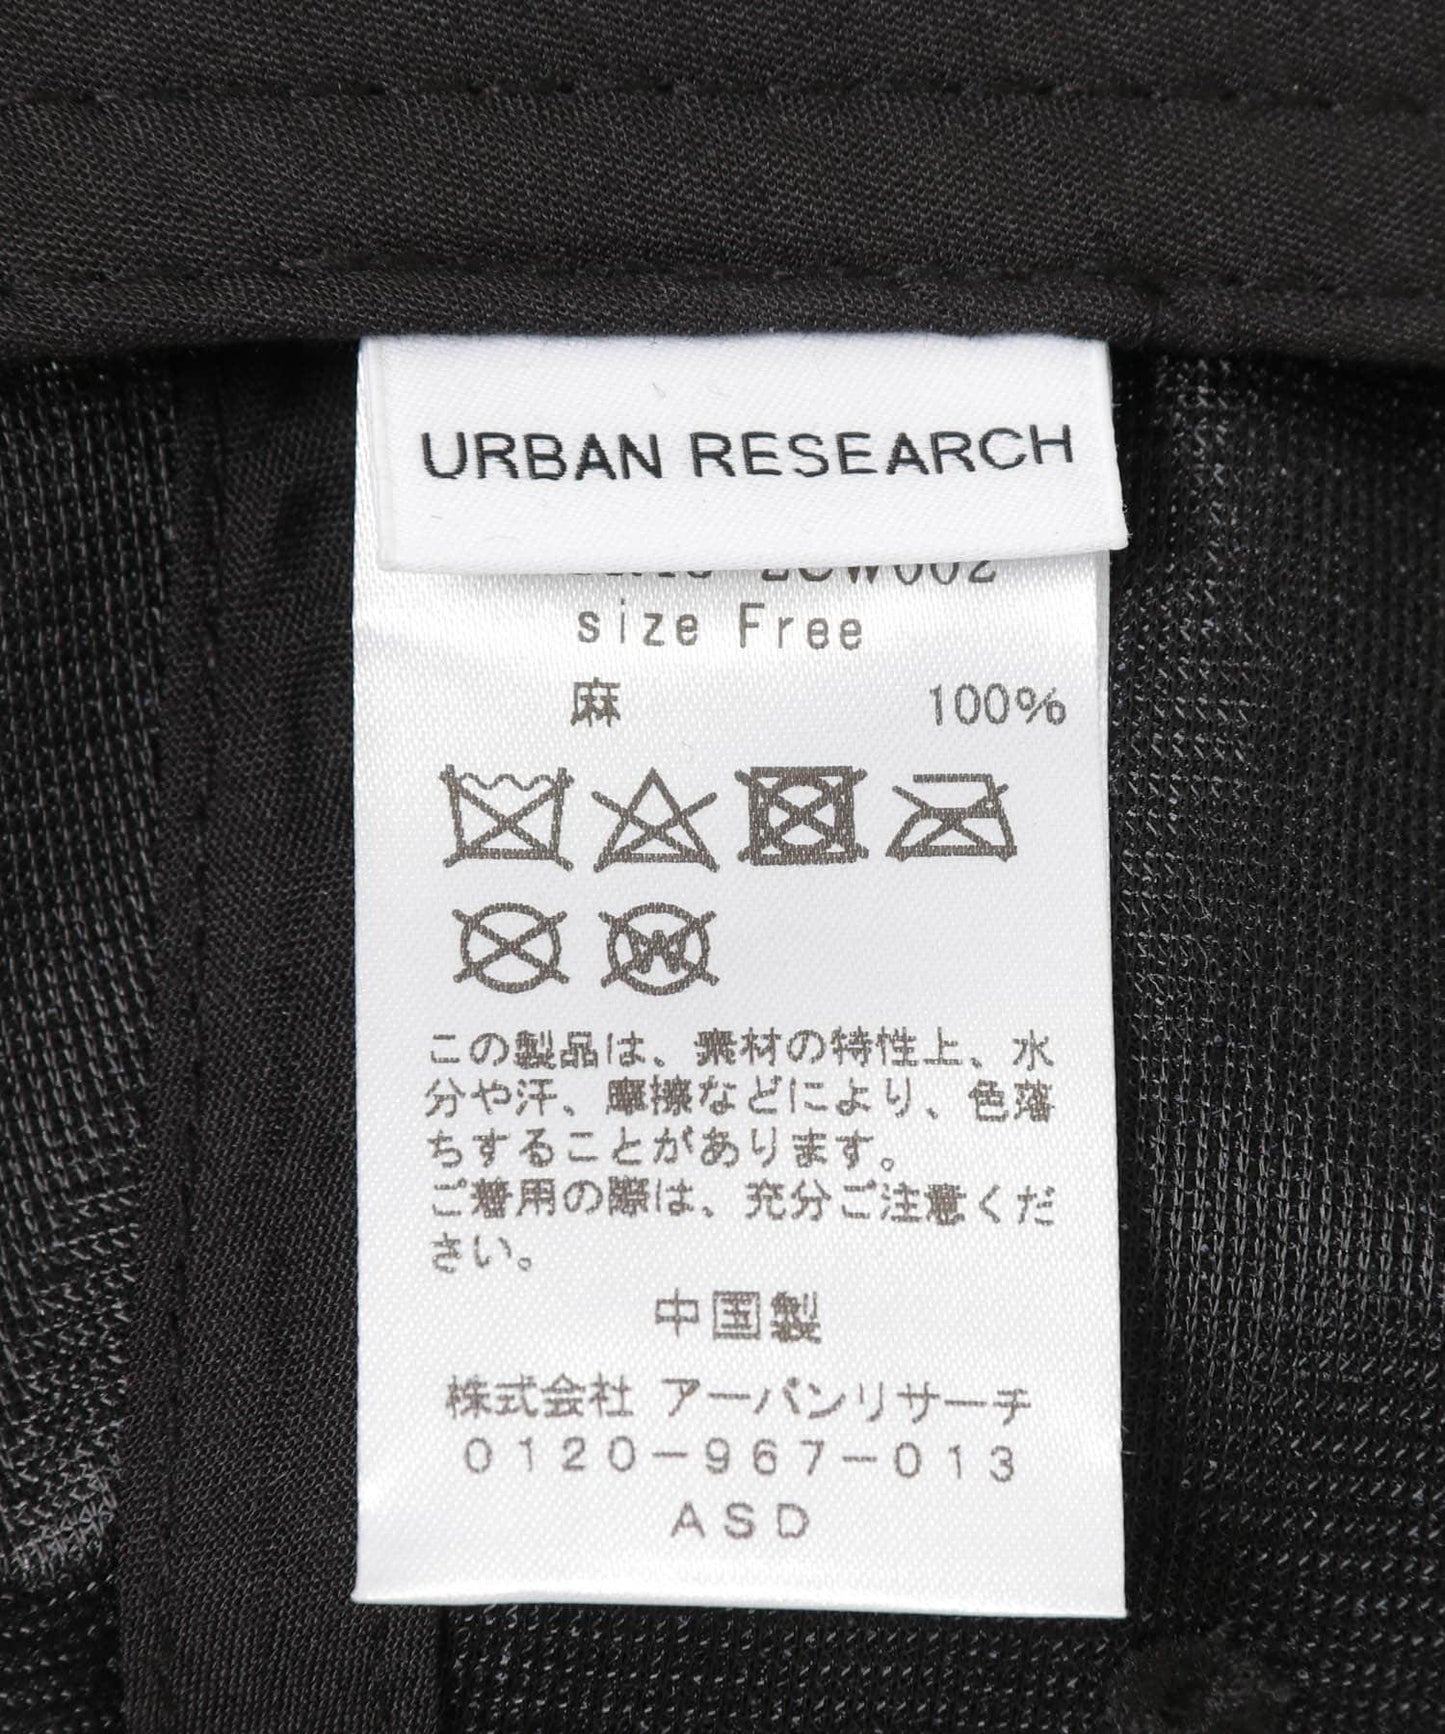 URBAN RESEARCH
size Free
麻 100%
W
この製品は、素材の特性上、水
分や汗、摩擦などにより、色落
ちすることがあります。
ご着用の際は、充分ご注意くだ
さい。
中国製
株式会社 アーバンリサーチ
0120-967-013
ASD